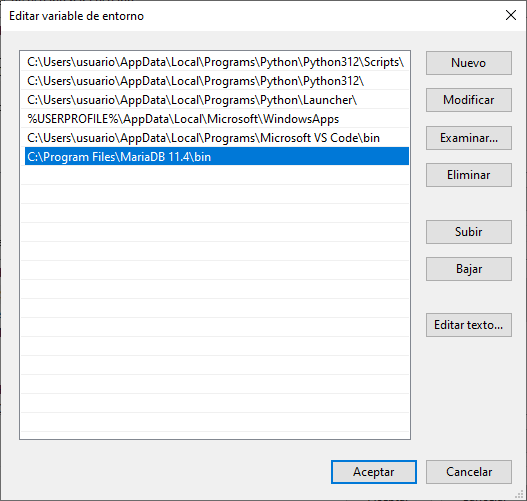 Editar variable de entorno
C:\Users\usuario\AppData\Local\Programs\Python\Python312\Scripts\
C:\Users\usuario\AppData\Local\Programs\Python\Python312\
C:\Users\usuario\AppData\Local\Programs\Python\Launcher\
%USERPROFILE%\AppData\Local\Microsoft\WindowsApps
C:\Users\usuario\AppData\Local\Programs\Microsoft VS Code\bin
C:\Program Files\MariaDB 11.4\bin
Nuevo
Modificar
Examinar...
Eliminar
Subir
Bajar
Editar texto...
Aceptar
Cancelar